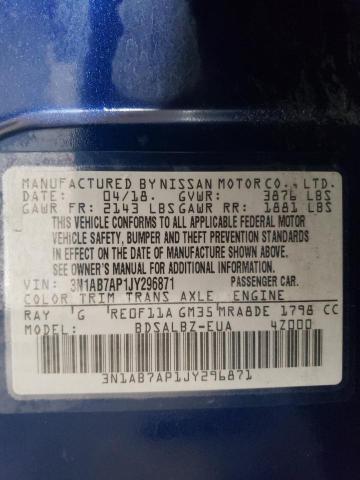 MANUFACTURED BY NISSAN MOTOR CO., LTD.
DATE: 04/18 GVWR: 3876 LBS
GAWR FR: 2143 LBS GAWR RR: 1881 LBS
THIS VEHICLE CONFORMS TO ALL APPLICABLE FEDERAL MOTOR
VEHICLE SAFETY, BUMPER AND THEFT PREVENTION STANDARDS
IN EFFECT ON THE DATE OF MANUFACTURE SHOWN ABOVE.
SEE OWNER'S MANUAL AND MAINTENANCE INFORMATION.
VIN: 3N1AB7AP1JY296871 PASSENGER CAR.
COLOR TRIM TRANS AXLE ENGINE
RAY G RE0F11A GM35 MRA8DE 1798 CC
MODEL: BDSALBZ-EUA 4Z000
3N1AB7AP1JY296871